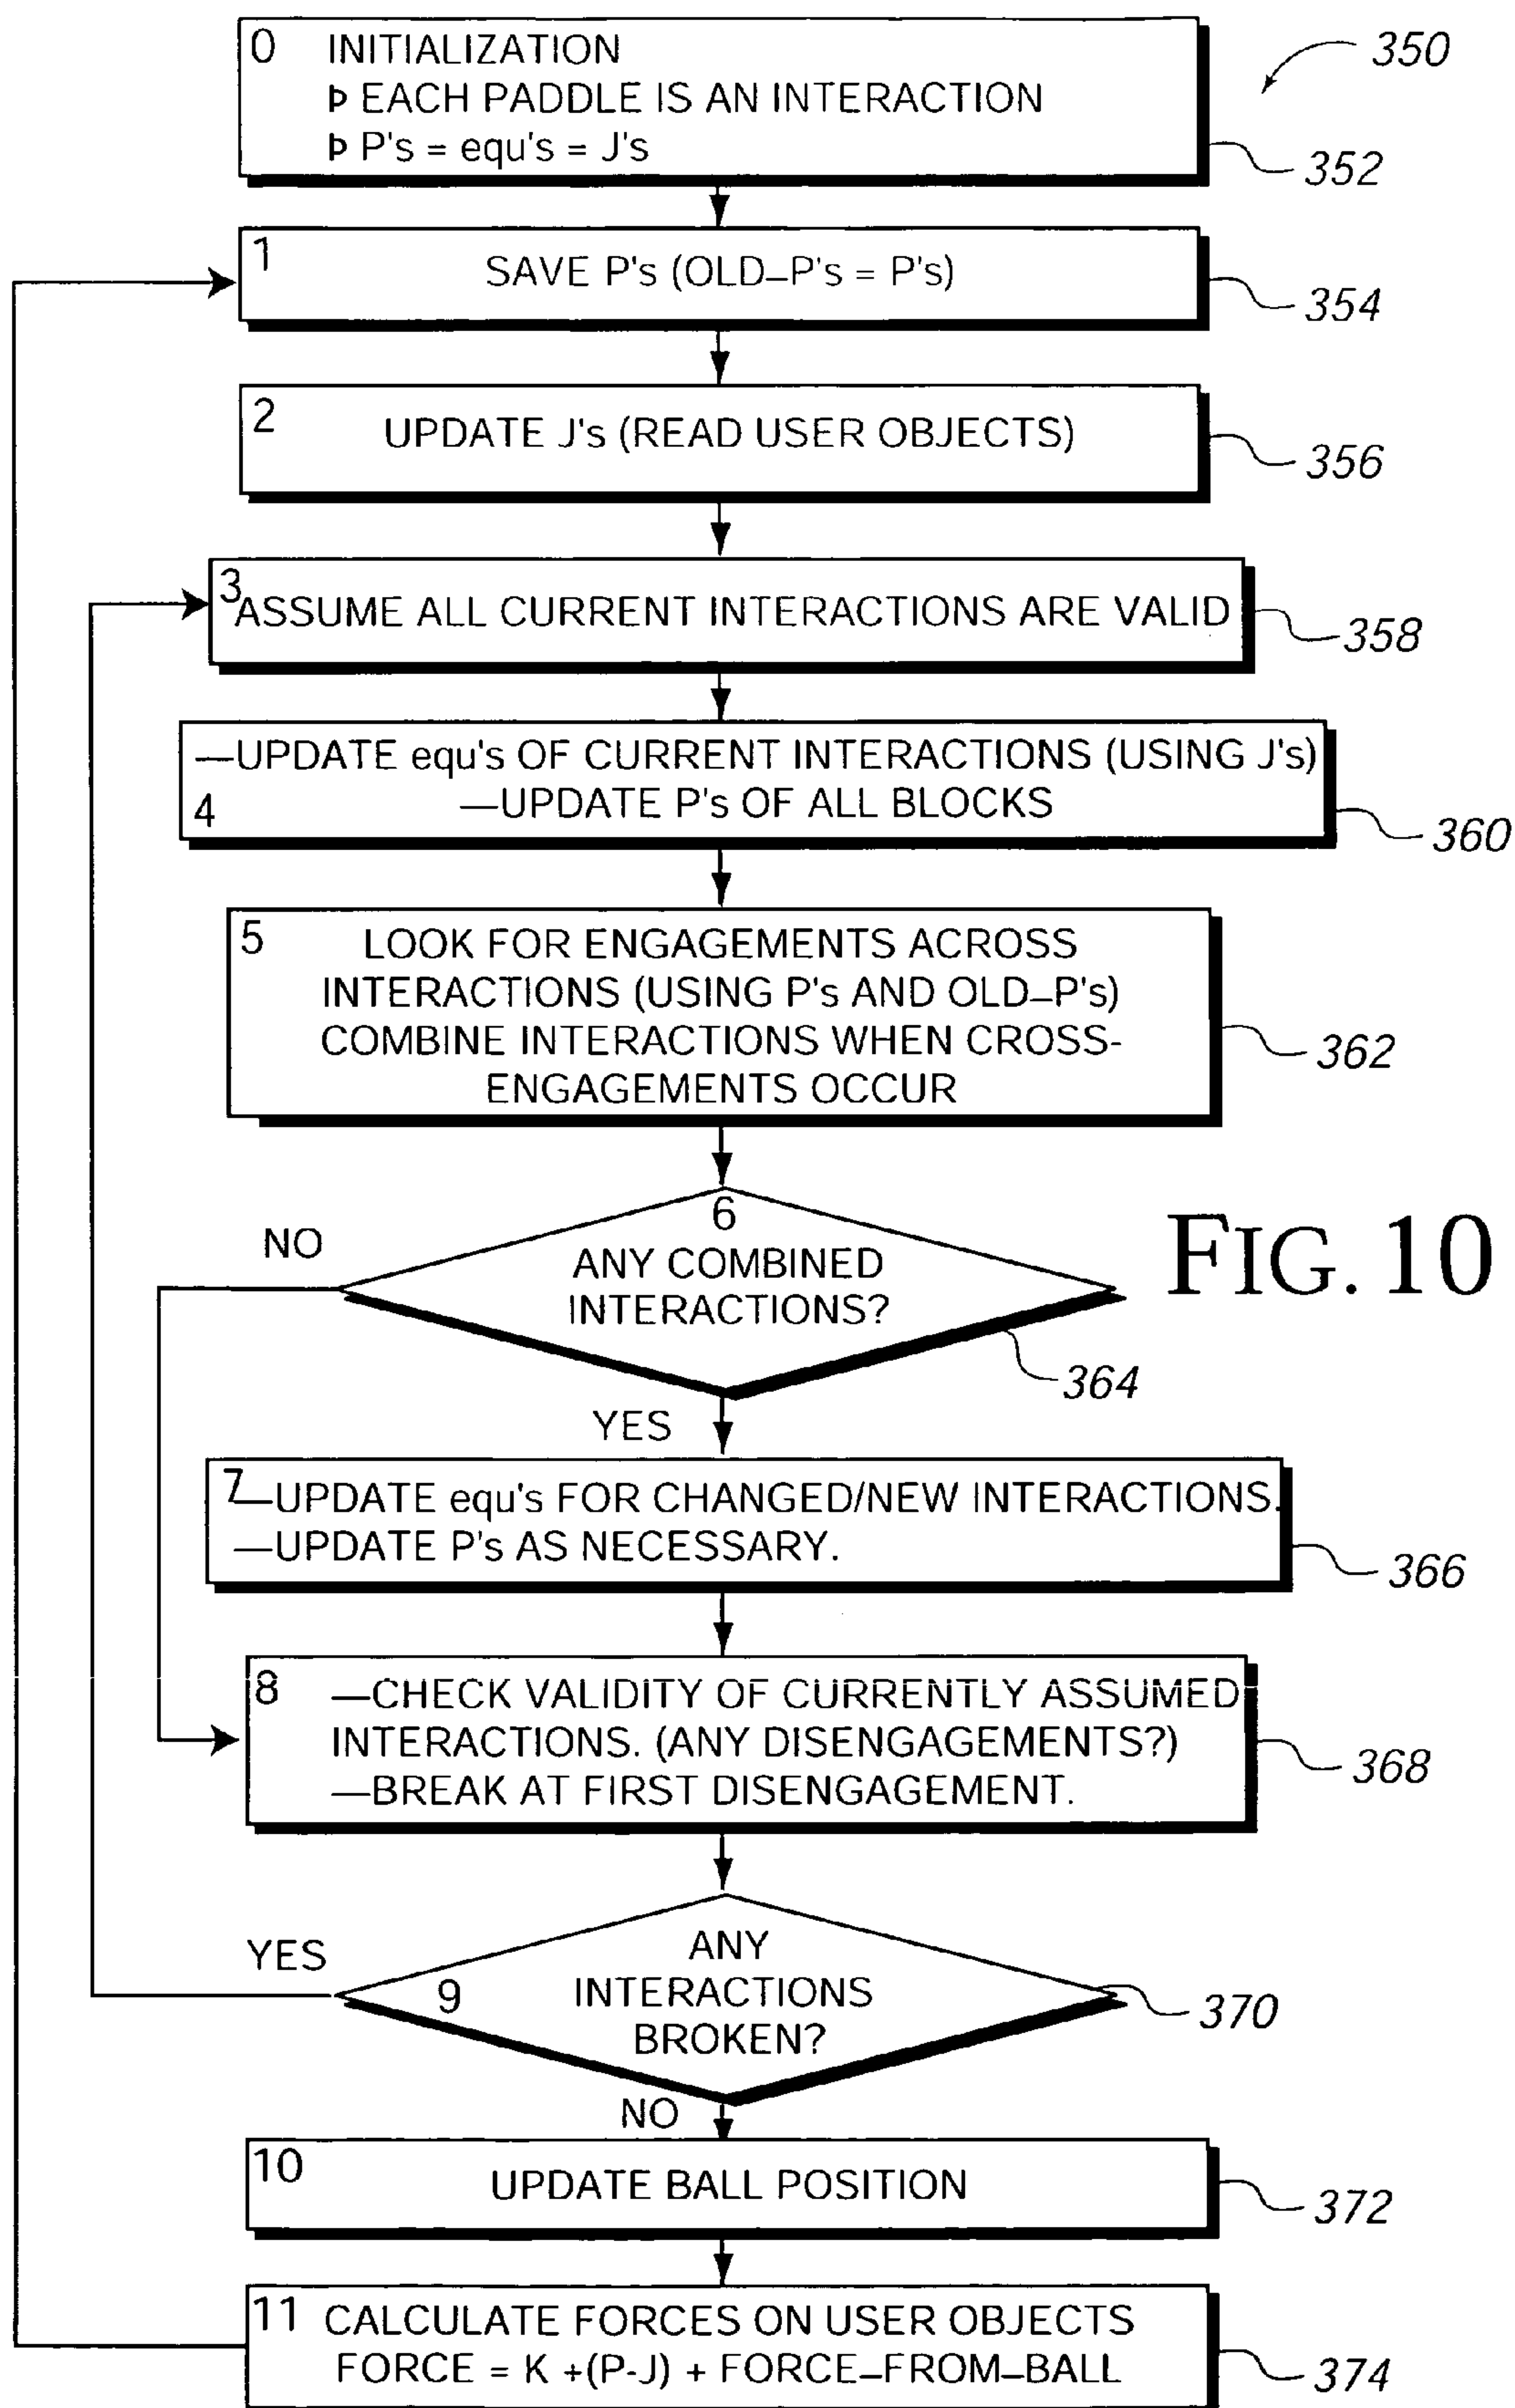 0 INITIALIZATION
Þ EACH PADDLE IS AN INTERACTION
Þ P's = equ's = J's
350
352
1
SAVE P's (OLD–P's = P's)
354
2
UPDATE J's (READ USER OBJECTS)
356
3
ASSUME ALL CURRENT INTERACTIONS ARE VALID
358
—UPDATE equ's OF CURRENT INTERACTIONS (USING J's)
4 —UPDATE P's OF ALL BLOCKS
360
5 LOOK FOR ENGAGEMENTS ACROSS
INTERACTIONS (USING P's AND OLD–P's)
COMBINE INTERACTIONS WHEN CROSS-
ENGAGEMENTS OCCUR
362
6
NO
ANY COMBINED
INTERACTIONS?
FIG. 10
364
YES
7 —UPDATE equ's FOR CHANGED/NEW INTERACTIONS.
—UPDATE P's AS NECESSARY.
366
8 —CHECK VALIDITY OF CURRENTLY ASSUMED
INTERACTIONS. (ANY DISENGAGEMENTS?)
—BREAK AT FIRST DISENGAGEMENT.
368
YES
9
ANY
INTERACTIONS
BROKEN?
370
NO
10
UPDATE BALL POSITION
372
11 CALCULATE FORCES ON USER OBJECTS
FORCE = K +(P-J) + FORCE–FROM–BALL
374